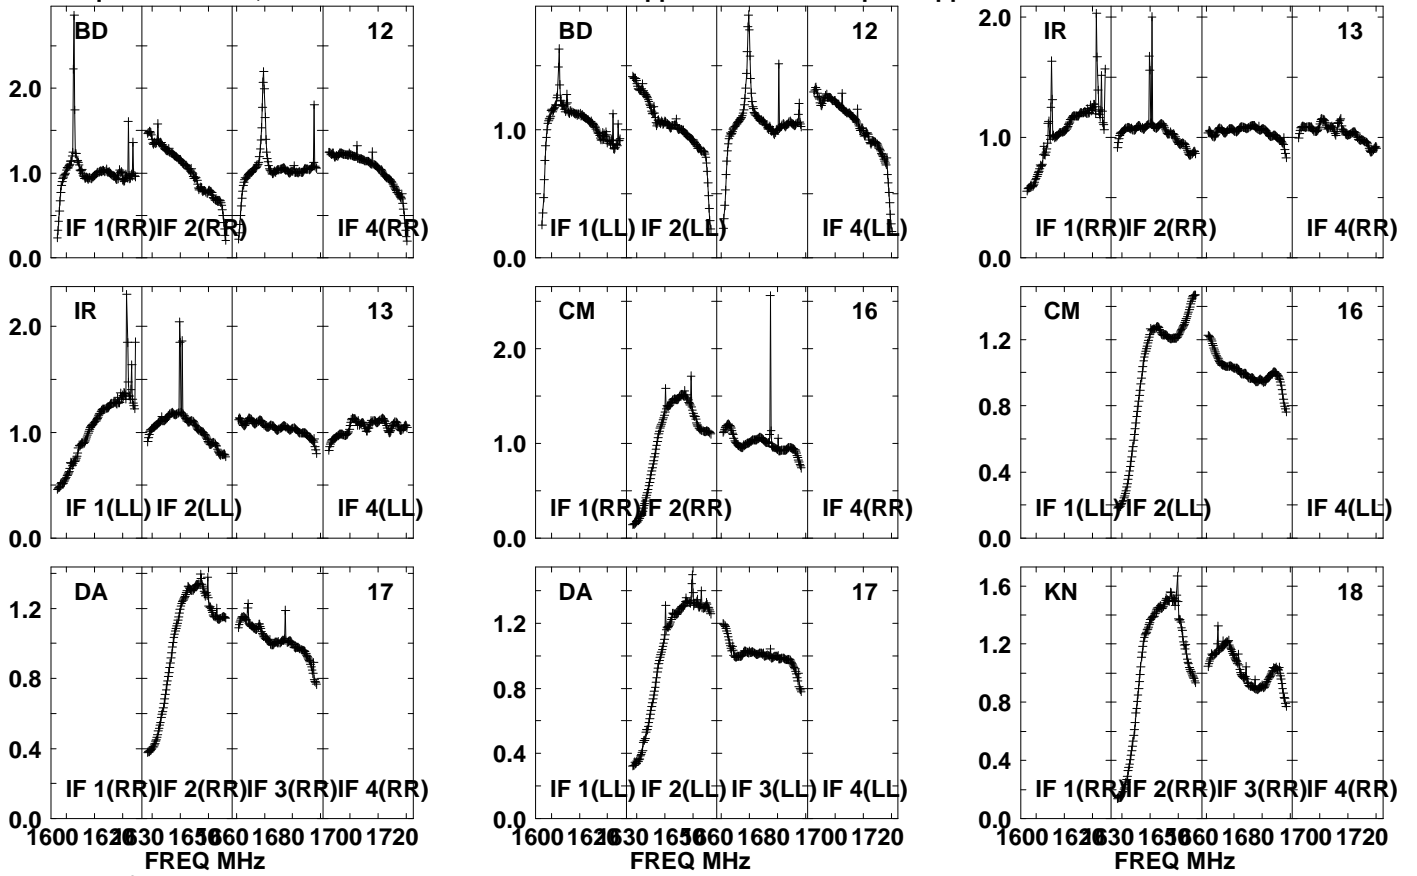 BD 12 BD 12 IR 13
2.0 1.0 0.0 IF 1(RR) IF 2(RR) IF 4(RR)
1.0 0.0 IF 1(LL) IF 2(LL) IF 4(LL)
2.0 1.0 0.0 IF 1(RR) IF 2(RR) IF 4(RR)
IR 13 CM 16 CM 16
2.0 1.0 0.0 IF 1(LL) IF 2(LL) IF 4(LL)
2.0 1.0 0.0 IF 1(RR) IF 2(RR) IF 4(RR)
1.2 0.8 0.4 0.0 IF 1(LL) IF 2(LL) IF 4(LL)
DA 17 DA 17 KN 18
1.2 0.8 0.4 0.0 IF 1(RR) IF 2(RR) IF 3(RR) IF 4(RR)
1.2 0.8 0.4 0.0 IF 1(LL) IF 2(LL) IF 3(LL) IF 4(LL)
1.6 1.2 0.8 0.4 0.0 IF 1(RR) IF 2(RR) IF 3(RR) IF 4(RR)
1600 1620 1630 1650 1660 1700 1720
1600 1620 1630 1650 1660 1680 1700 1720
1600 1620 1630 1650 1660 1680 1700 1720
FREQ MHz FREQ MHz FREQ MHz